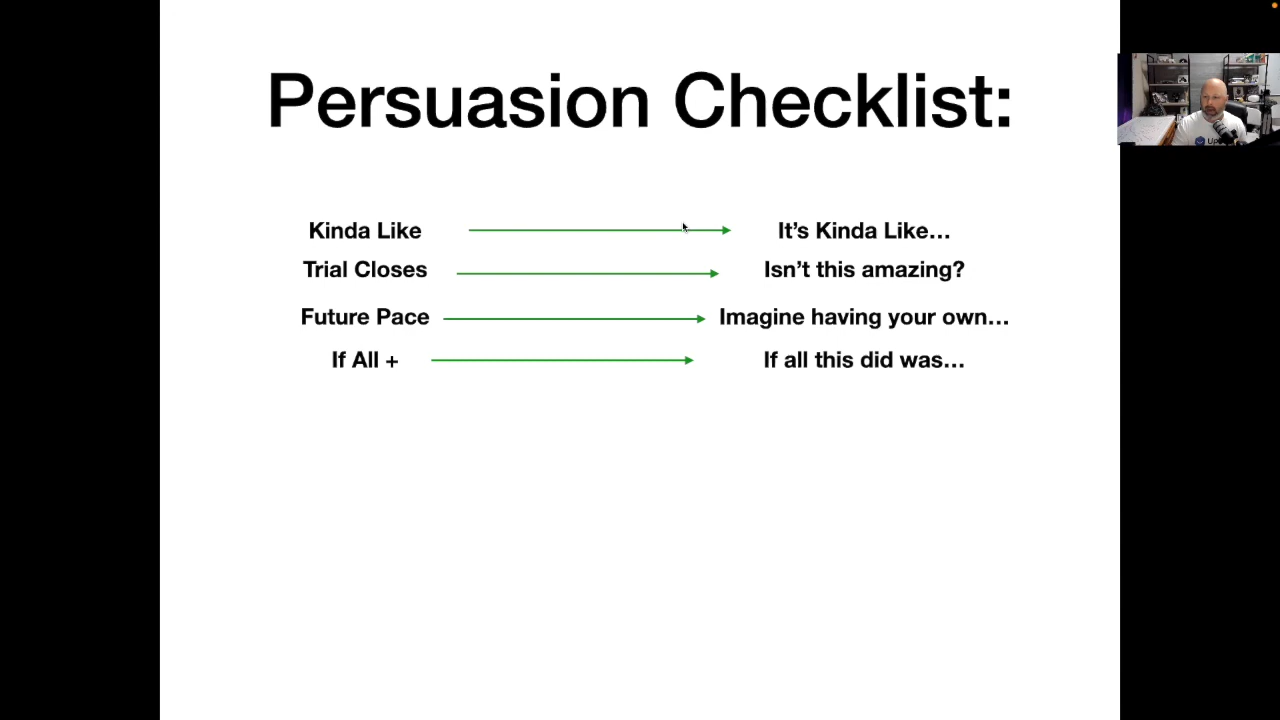 Persuasion Checklist:
Kinda Like It's Kinda Like…
Trial Closes Isn't this amazing?
Future Pace Imagine having your own…
If All + If all this did was…